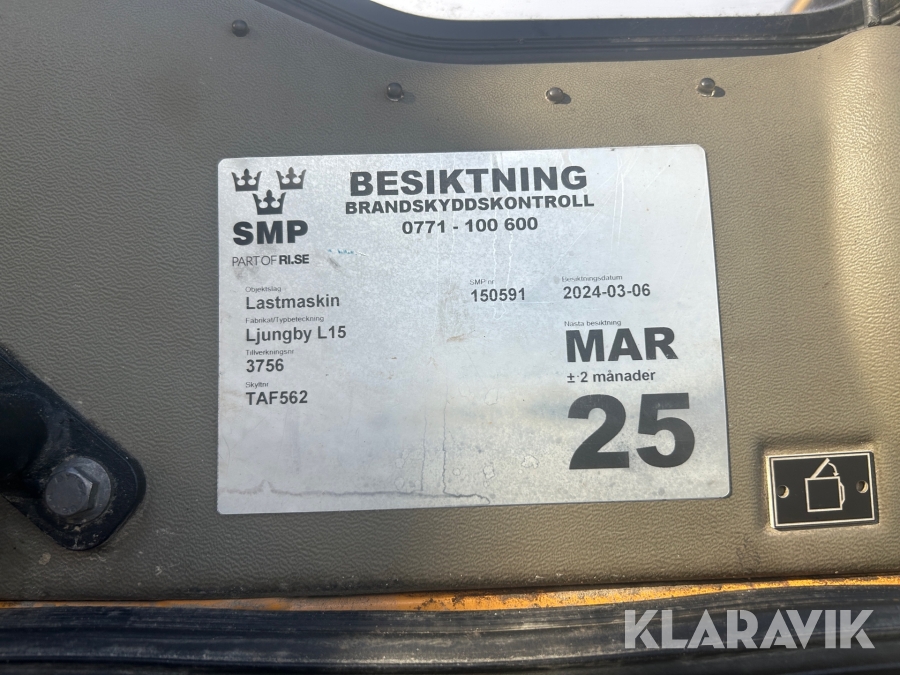 SMP
PART OF RI.SE
BESIKTNING
BRANDSKYDDSKONTROLL
0771 - 100 600
Objektslag
Lastmaskin
Fabrikat/Typbeteckning
Ljungby L15
Tillverkningsnr
3756
Skyltnr
TAF562
SMP nr
150591
Besiktningsdatum
2024-03-06
Nästa besiktning
MAR
± 2 månader
25
KLARAVIK